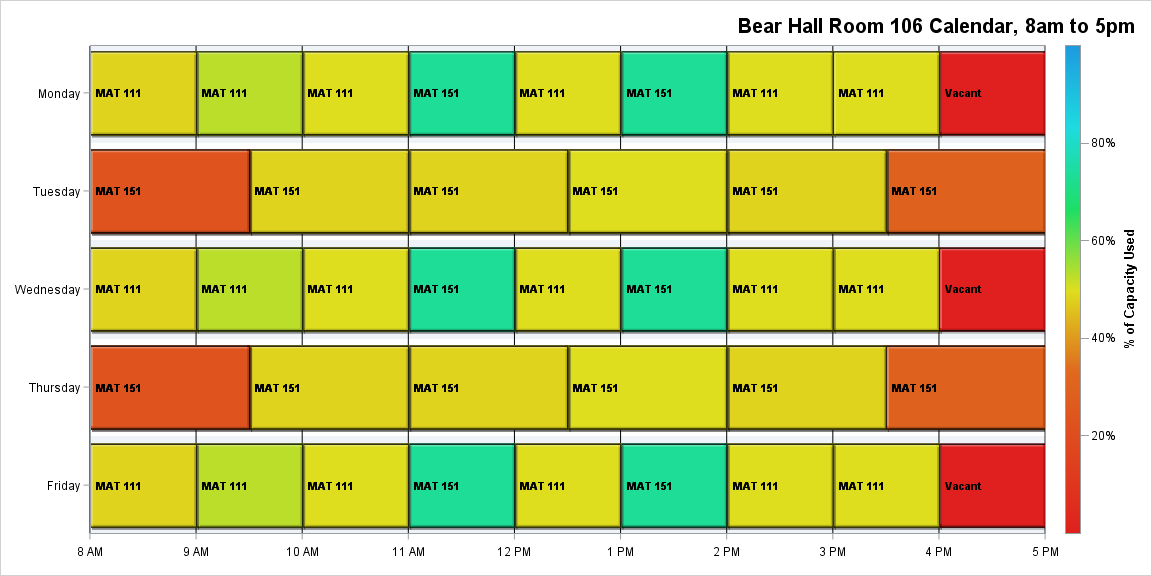 Bear Hall Room 106 Calendar, 8am to 5pm
Monday MAT 111 MAT 111 MAT 111 MAT 151 MAT 111 MAT 151 MAT 111 MAT 111 Vacant
80%
Tuesday MAT 151 MAT 151 MAT 151 MAT 151 MAT 151 MAT 151
60%
% of Capacity Used
Wednesday MAT 111 MAT 111 MAT 111 MAT 151 MAT 111 MAT 151 MAT 111 MAT 111 Vacant
40%
Thursday MAT 151 MAT 151 MAT 151 MAT 151 MAT 151 MAT 151
20%
Friday MAT 111 MAT 111 MAT 111 MAT 151 MAT 111 MAT 151 MAT 111 MAT 111 Vacant
8 AM 9 AM 10 AM 11 AM 12 PM 1 PM 2 PM 3 PM 4 PM 5 PM